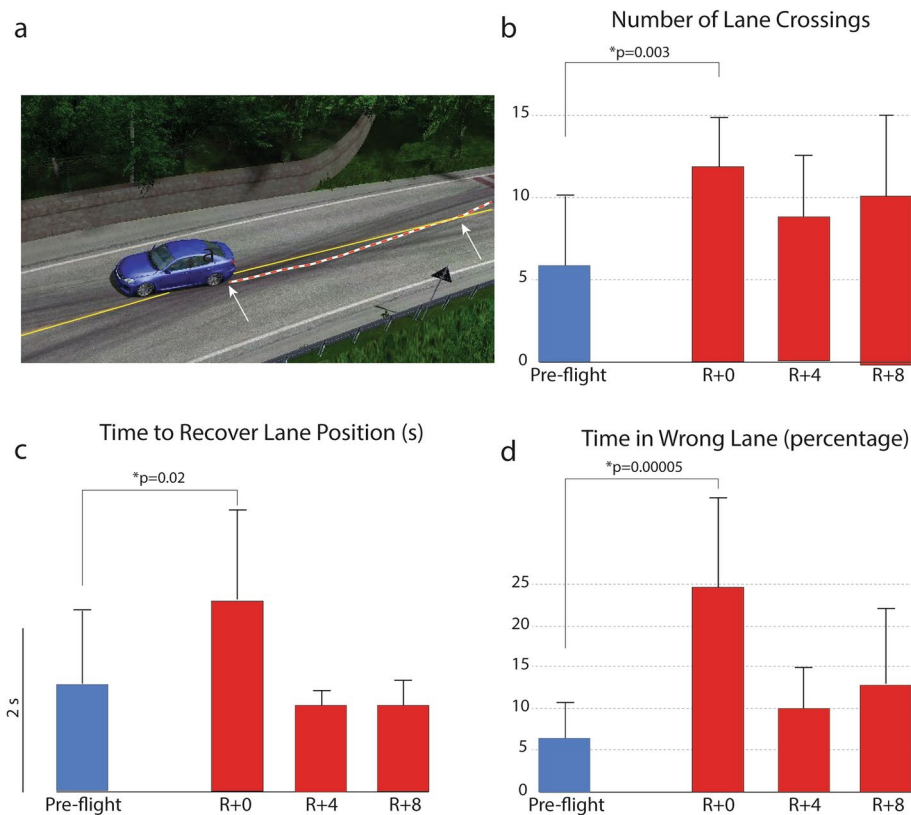 a
b
Number of Lane Crossings
*p=0.003
15
10
5
0
Pre-flight
R+0
R+4
R+8
c
Time to Recover Lane Position (s)
*p=0.02
2 s
Pre-flight
R+0
R+4
R+8
d
Time in Wrong Lane (percentage)
*p=0.00005
25
20
15
10
5
0
Pre-flight
R+0
R+4
R+8